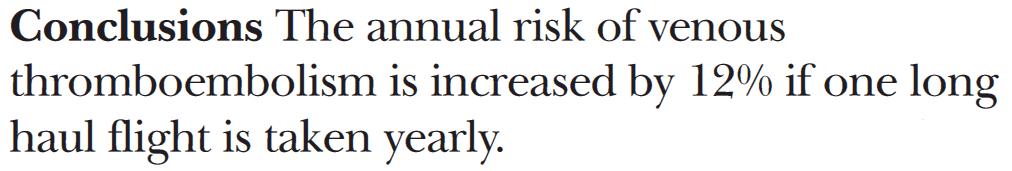 Conclusions The annual risk of venous
thromboembolism is increased by 12% if one long
haul flight is taken yearly.